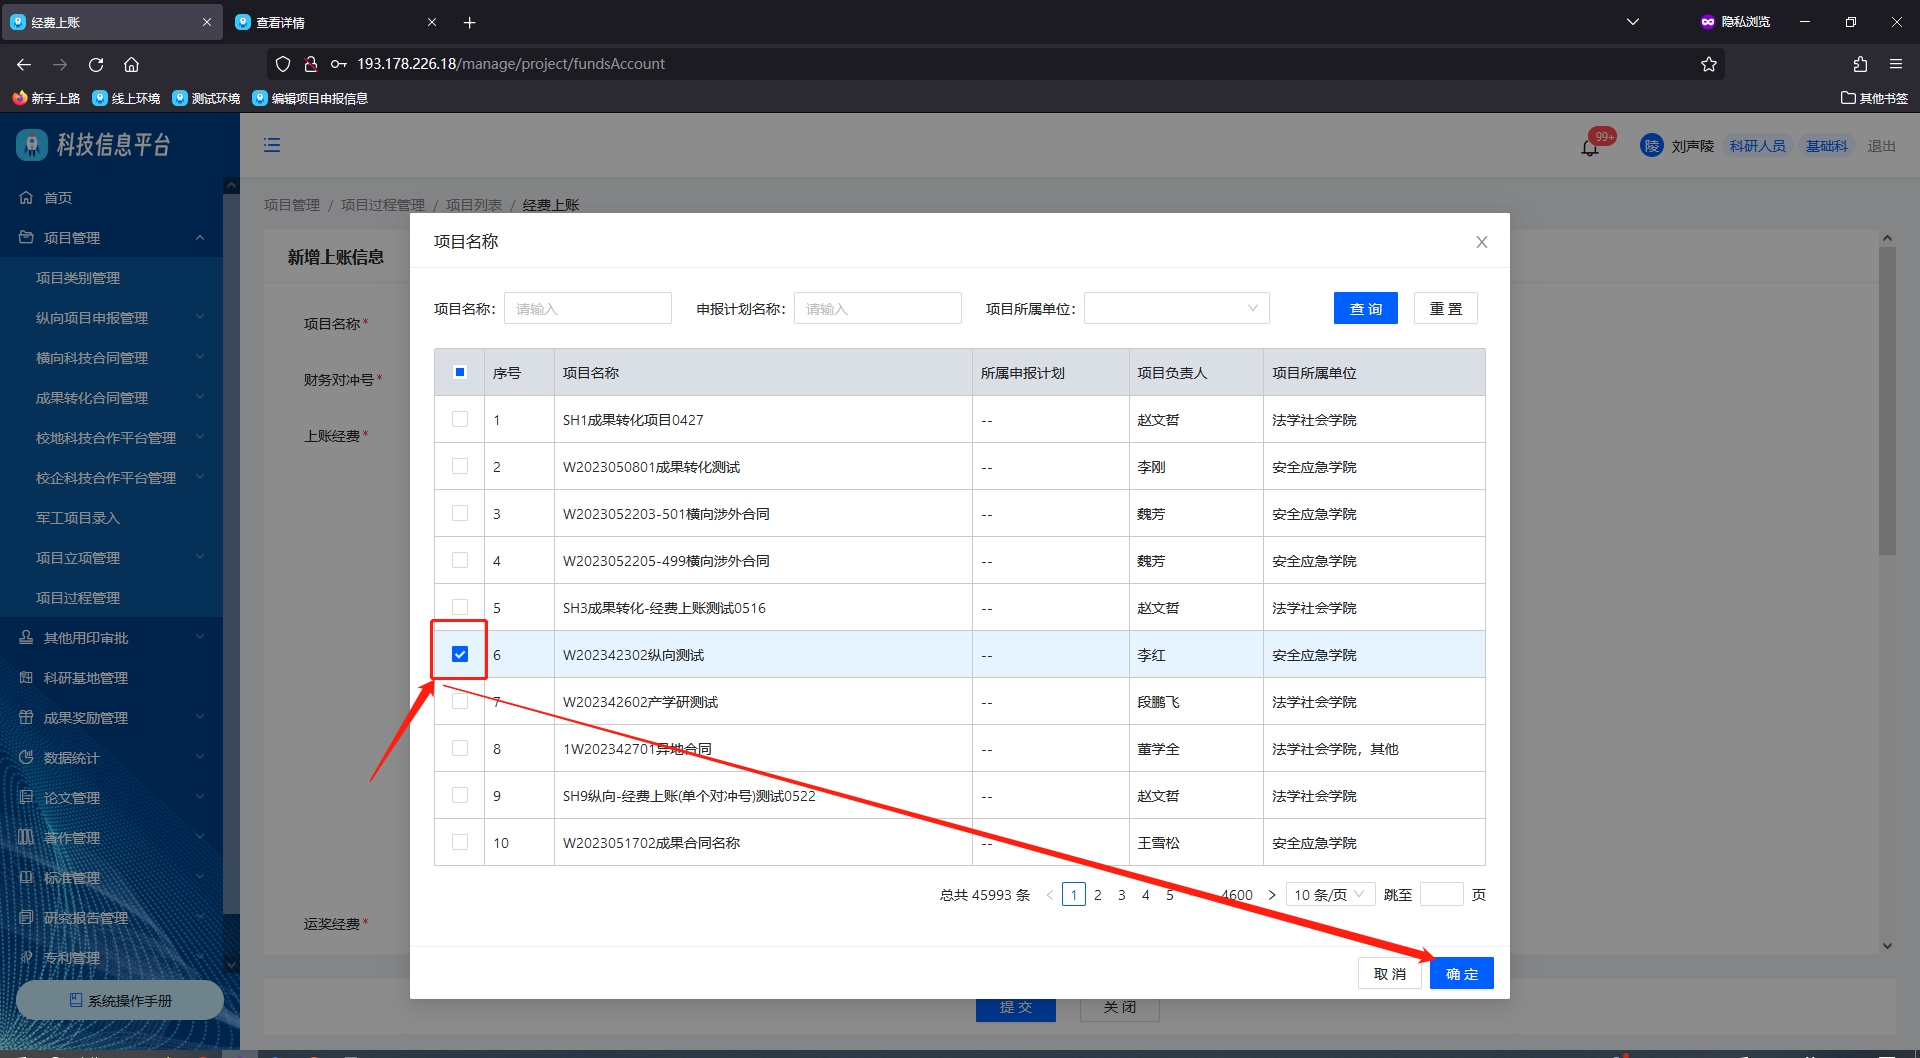 经费上账
查看详情
隐私浏览
193.178.226.18/manage/project/fundsAccount
新手上路
线上环境
测试环境
编辑项目申报信息
其他书签
科技信息平台
99+
陵 刘声陵 科研人员 基础科 退出
首页
项目管理
项目类别管理
纵向项目申报管理
横向科技合同管理
成果转化合同管理
校地科技合作平台管理
校企科技合作平台管理
军工项目录入
项目立项管理
项目过程管理
其他用印审批
科研基地管理
成果奖励管理
数据统计
论文管理
著作管理
标准管理
研究报告管理
专利管理
系统操作手册
项目管理 / 项目过程管理 / 项目列表 / 经费上账
新增上账信息
项目名称*
财务对冲号*
上账经费*
运奖经费*
提 交
关 闭
项目名称
项目名称: 请输入 申报计划名称: 请输入 项目所属单位: 查 询 重 置
序号 项目名称 所属申报计划 项目负责人 项目所属单位
1 SH1成果转化项目0427 -- 赵文哲 法学社会学院
2 W2023050801成果转化测试 -- 李刚 安全应急学院
3 W2023052203-501横向涉外合同 -- 魏芳 安全应急学院
4 W2023052205-499横向涉外合同 -- 魏芳 安全应急学院
5 SH3成果转化-经费上账测试0516 -- 赵文哲 法学社会学院
6 W202342302纵向测试 -- 李红 安全应急学院
7 W202342602产学研测试 -- 段鹏飞 法学社会学院
8 1W202342701异地合同 -- 董学全 法学社会学院，其他
9 SH9纵向-经费上账(单个对冲号)测试0522 -- 赵文哲 法学社会学院
10 W2023051702成果合同名称 -- 王雪松 安全应急学院
总共 45993 条 < 1 2 3 4 5 4600 > 10 条/页 跳至 页
取 消 确 定